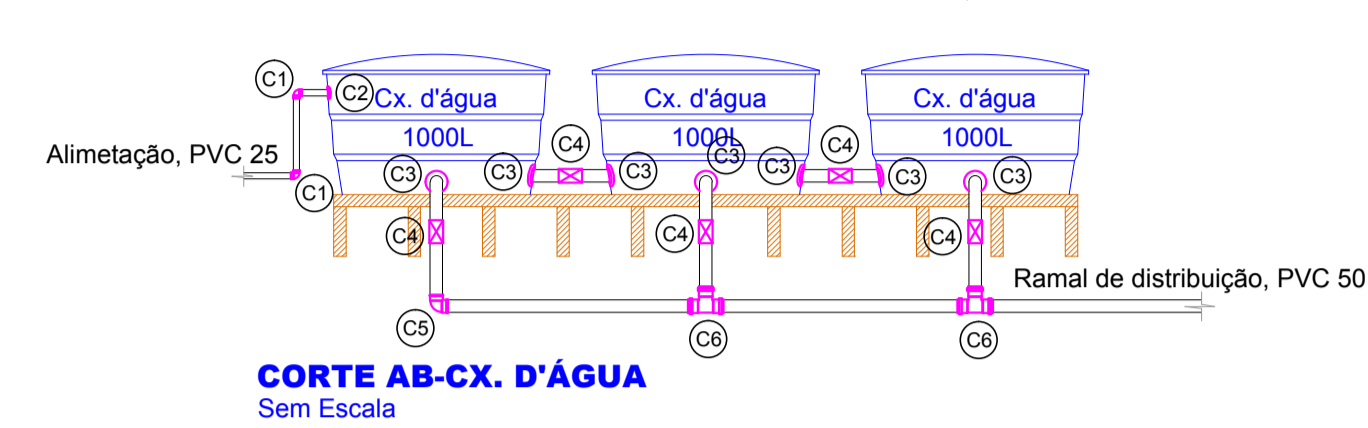 C1
C2
Cx. d'água
1000L
Cx. d'água
1000L
Cx. d'água
1000L
Alimetação, PVC 25
C1
C3
C3
C4
C3
C3
C3
C4
C3
C3
C4
C4
C4
Ramal de distribuição, PVC 50
C5
C6
C6
CORTE AB-CX. D'ÁGUA
Sem Escala